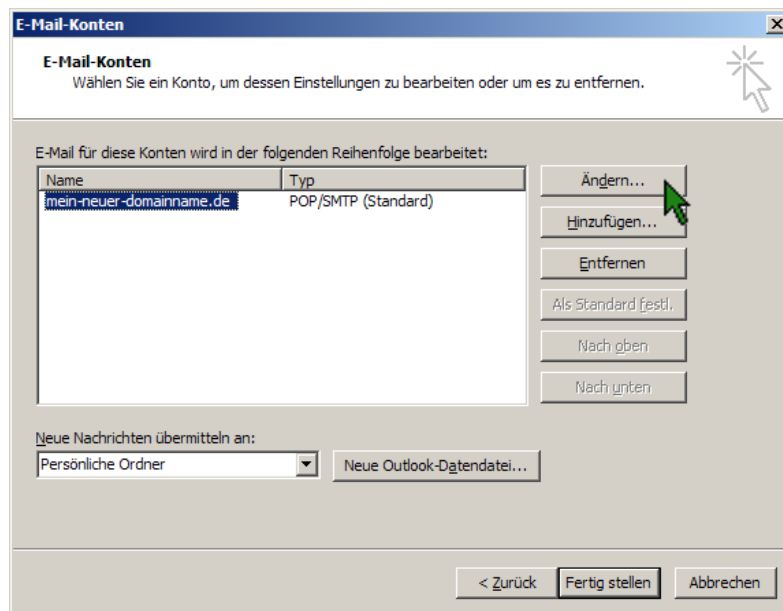 E-Mail-Konten
E-Mail-Konten
Wählen Sie ein Konto, um dessen Einstellungen zu bearbeiten oder um es zu entfernen.
E-Mail für diese Konten wird in der folgenden Reihenfolge bearbeitet:
Name Typ
mein-neuer-domainname.de POP/SMTP (Standard)
Ändern...
Hinzufügen...
Entfernen
Als Standard festl.
Nach oben
Nach unten
Neue Nachrichten übermitteln an:
Persönliche Ordner
Neue Outlook-Datendatei...
< Zurück Fertig stellen Abbrechen